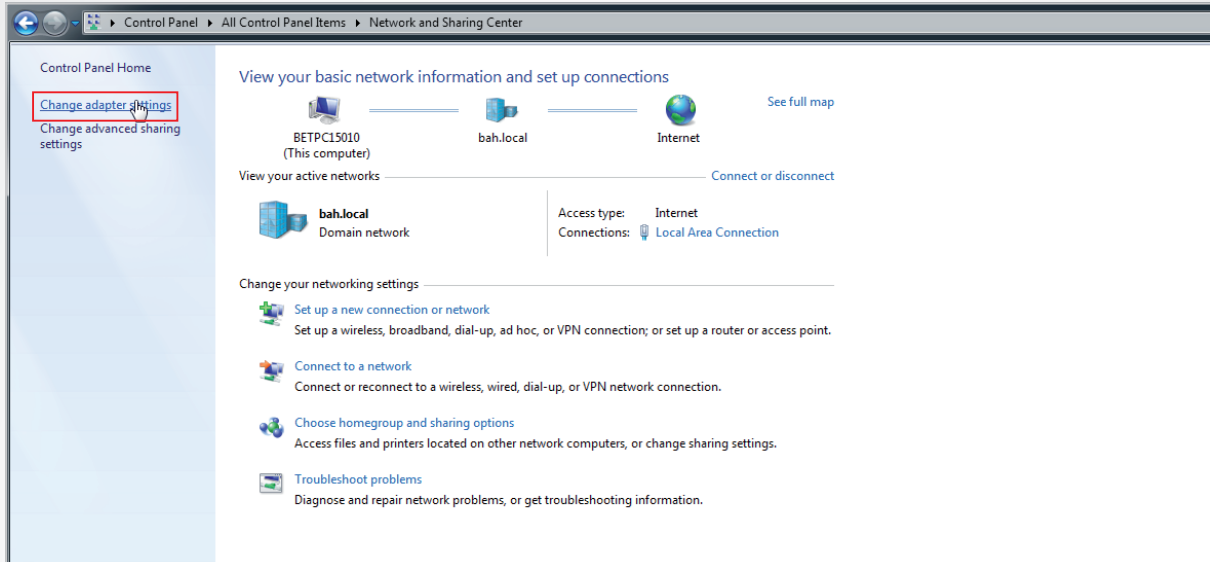 Control Panel ▸ All Control Panel Items ▸ Network and Sharing Center
Control Panel Home
Change adapter settings
Change advanced sharing
settings
View your basic network information and set up connections
See full map
BETPC15010
(This computer)
bah.local
Internet
View your active networks
Connect or disconnect
bah.local
Domain network
Access type: Internet
Connections: Local Area Connection
Change your networking settings
Set up a new connection or network
Set up a wireless, broadband, dial-up, ad hoc, or VPN connection; or set up a router or access point.
Connect to a network
Connect or reconnect to a wireless, wired, dial-up, or VPN network connection.
Choose homegroup and sharing options
Access files and printers located on other network computers, or change sharing settings.
Troubleshoot problems
Diagnose and repair network problems, or get troubleshooting information.